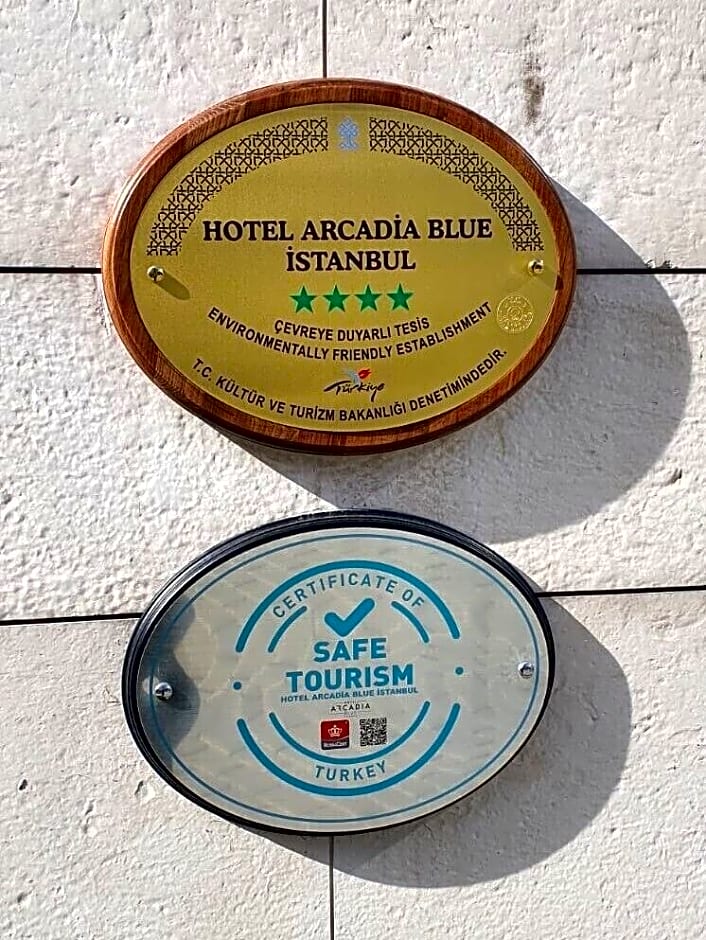 HOTEL ARCADİA BLUE
İSTANBUL
ÇEVREYE DUYARLI TESİS
ENVIRONMENTALLY FRIENDLY ESTABLISHMENT
Türkiye
T.C. KÜLTÜR VE TURİZM BAKANLIĞI DENETİMİNDEDİR.
CERTIFICATE OF
SAFE
TOURISM
HOTEL ARCADİA BLUE İSTANBUL
ARCADIA
TURKEY